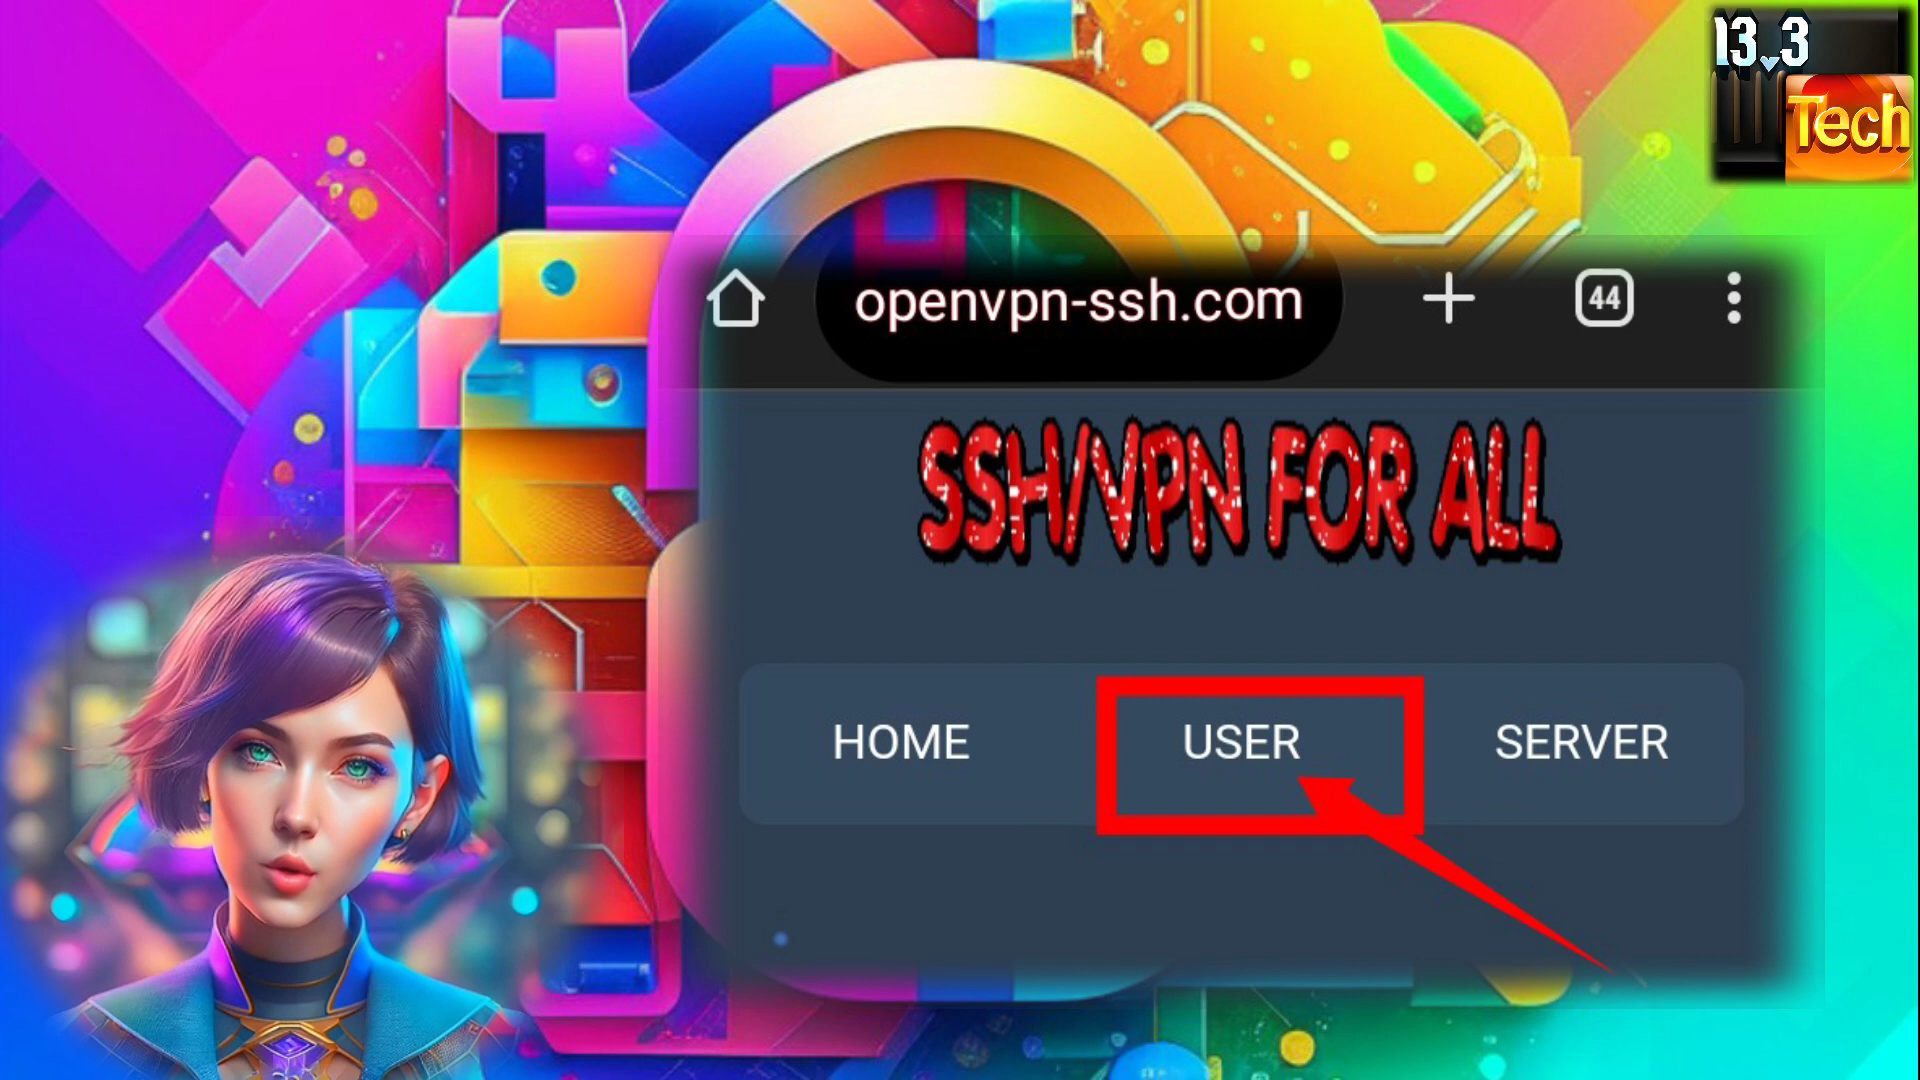 13.3
Tech
openvpn-ssh.com
44
SSH/VPN FOR ALL
HOME
USER
SERVER